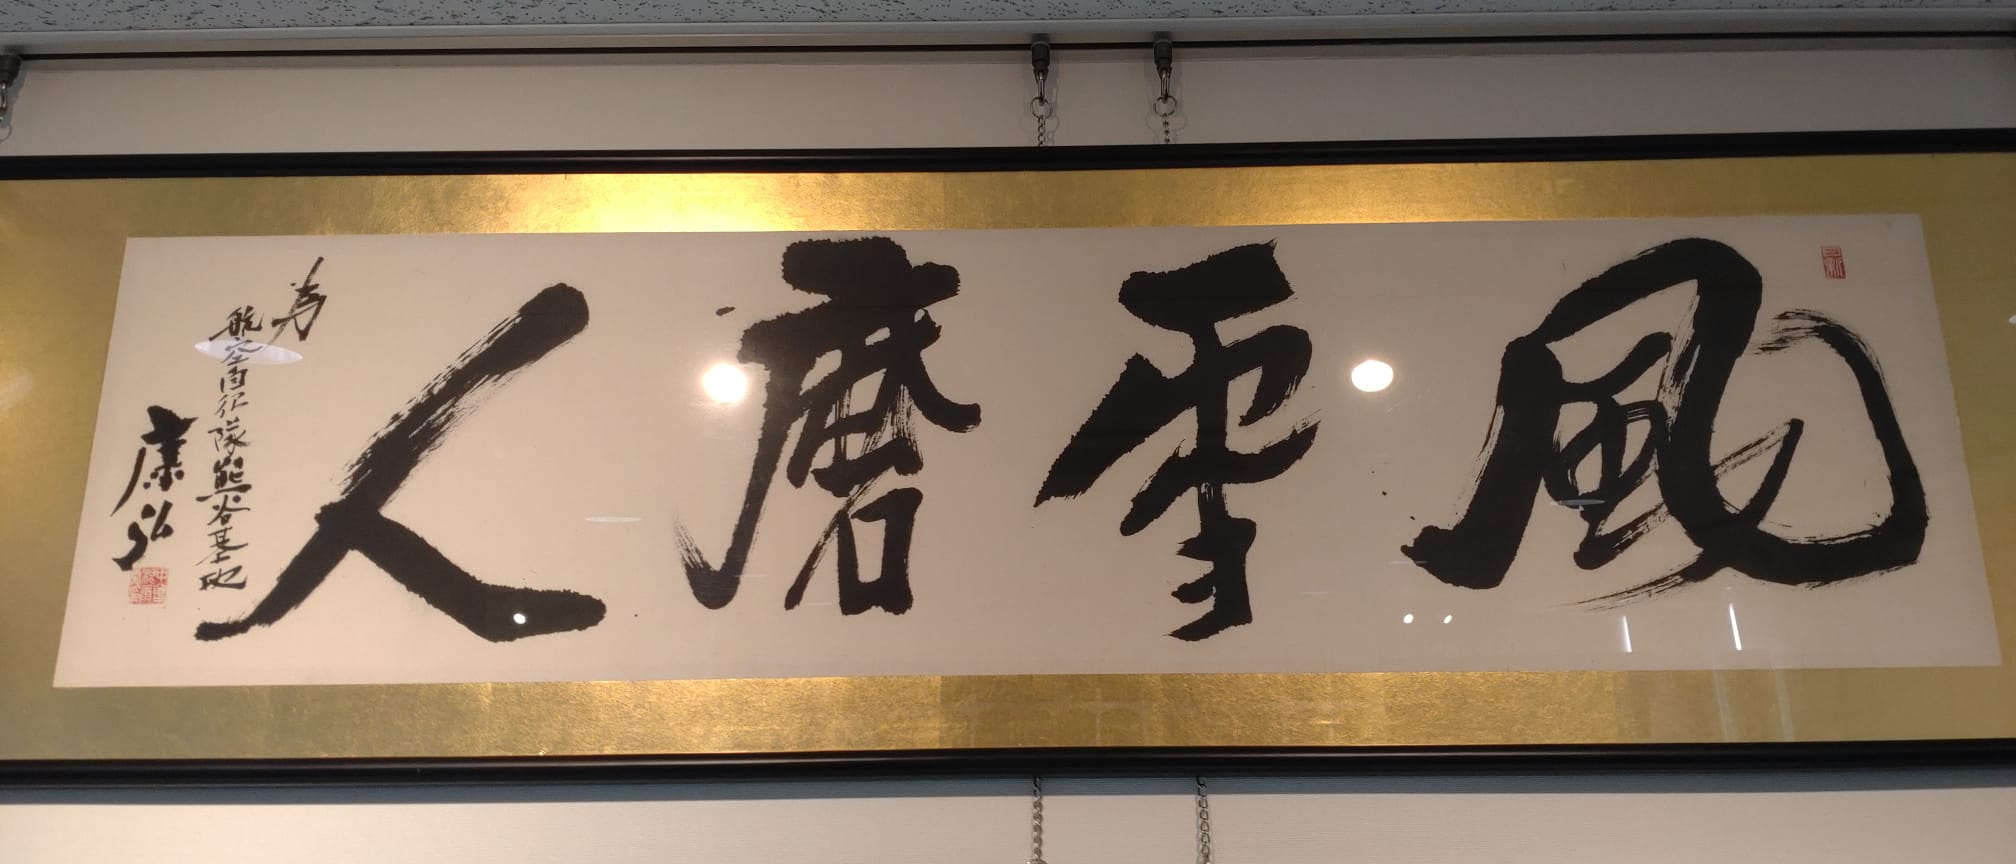 風雪磨人
為
航空自衛隊熊谷基地
康弘